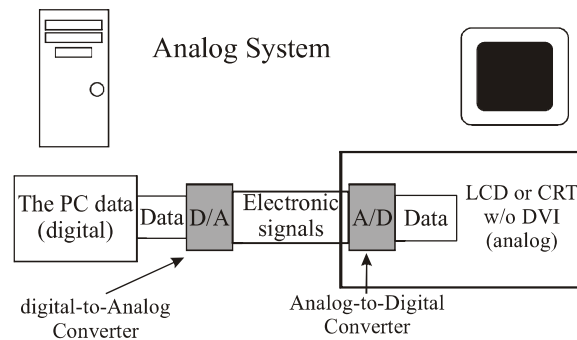 Analog System
The PC data
(digital)
Data
D/A
Electronic
signals
A/D
Data
LCD or CRT
w/o DVI
(analog)
digital-to-Analog
Converter
Analog-to-Digital
Converter